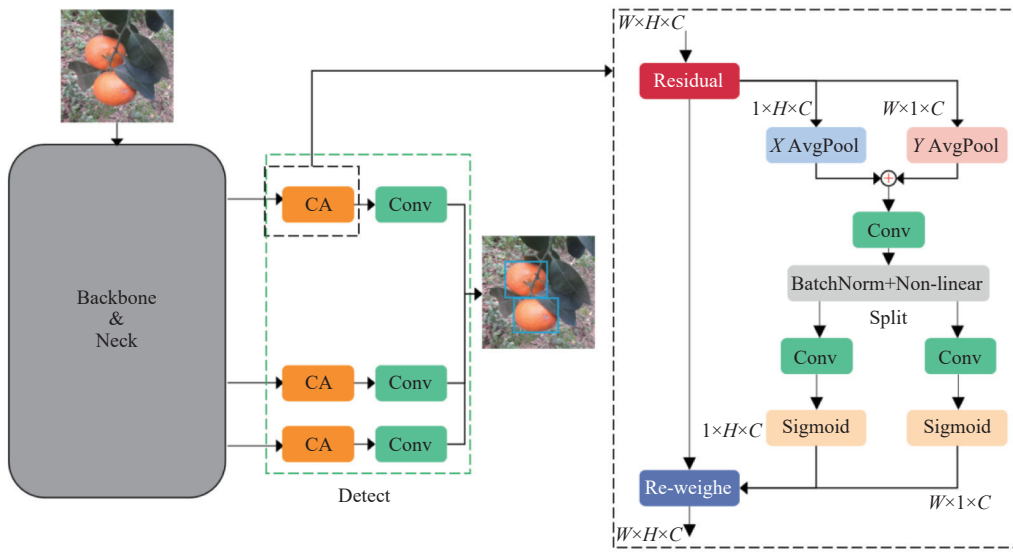 Backbone
&
Neck
CA
Conv
CA
Conv
CA
Conv
Detect
W×H×C
Residual
1×H×C
W×1×C
X AvgPool
Y AvgPool
+
Conv
BatchNorm+Non-linear
Split
Conv
Conv
Sigmoid
Sigmoid
1×H×C
Re-weighe
W×1×C
W×H×C